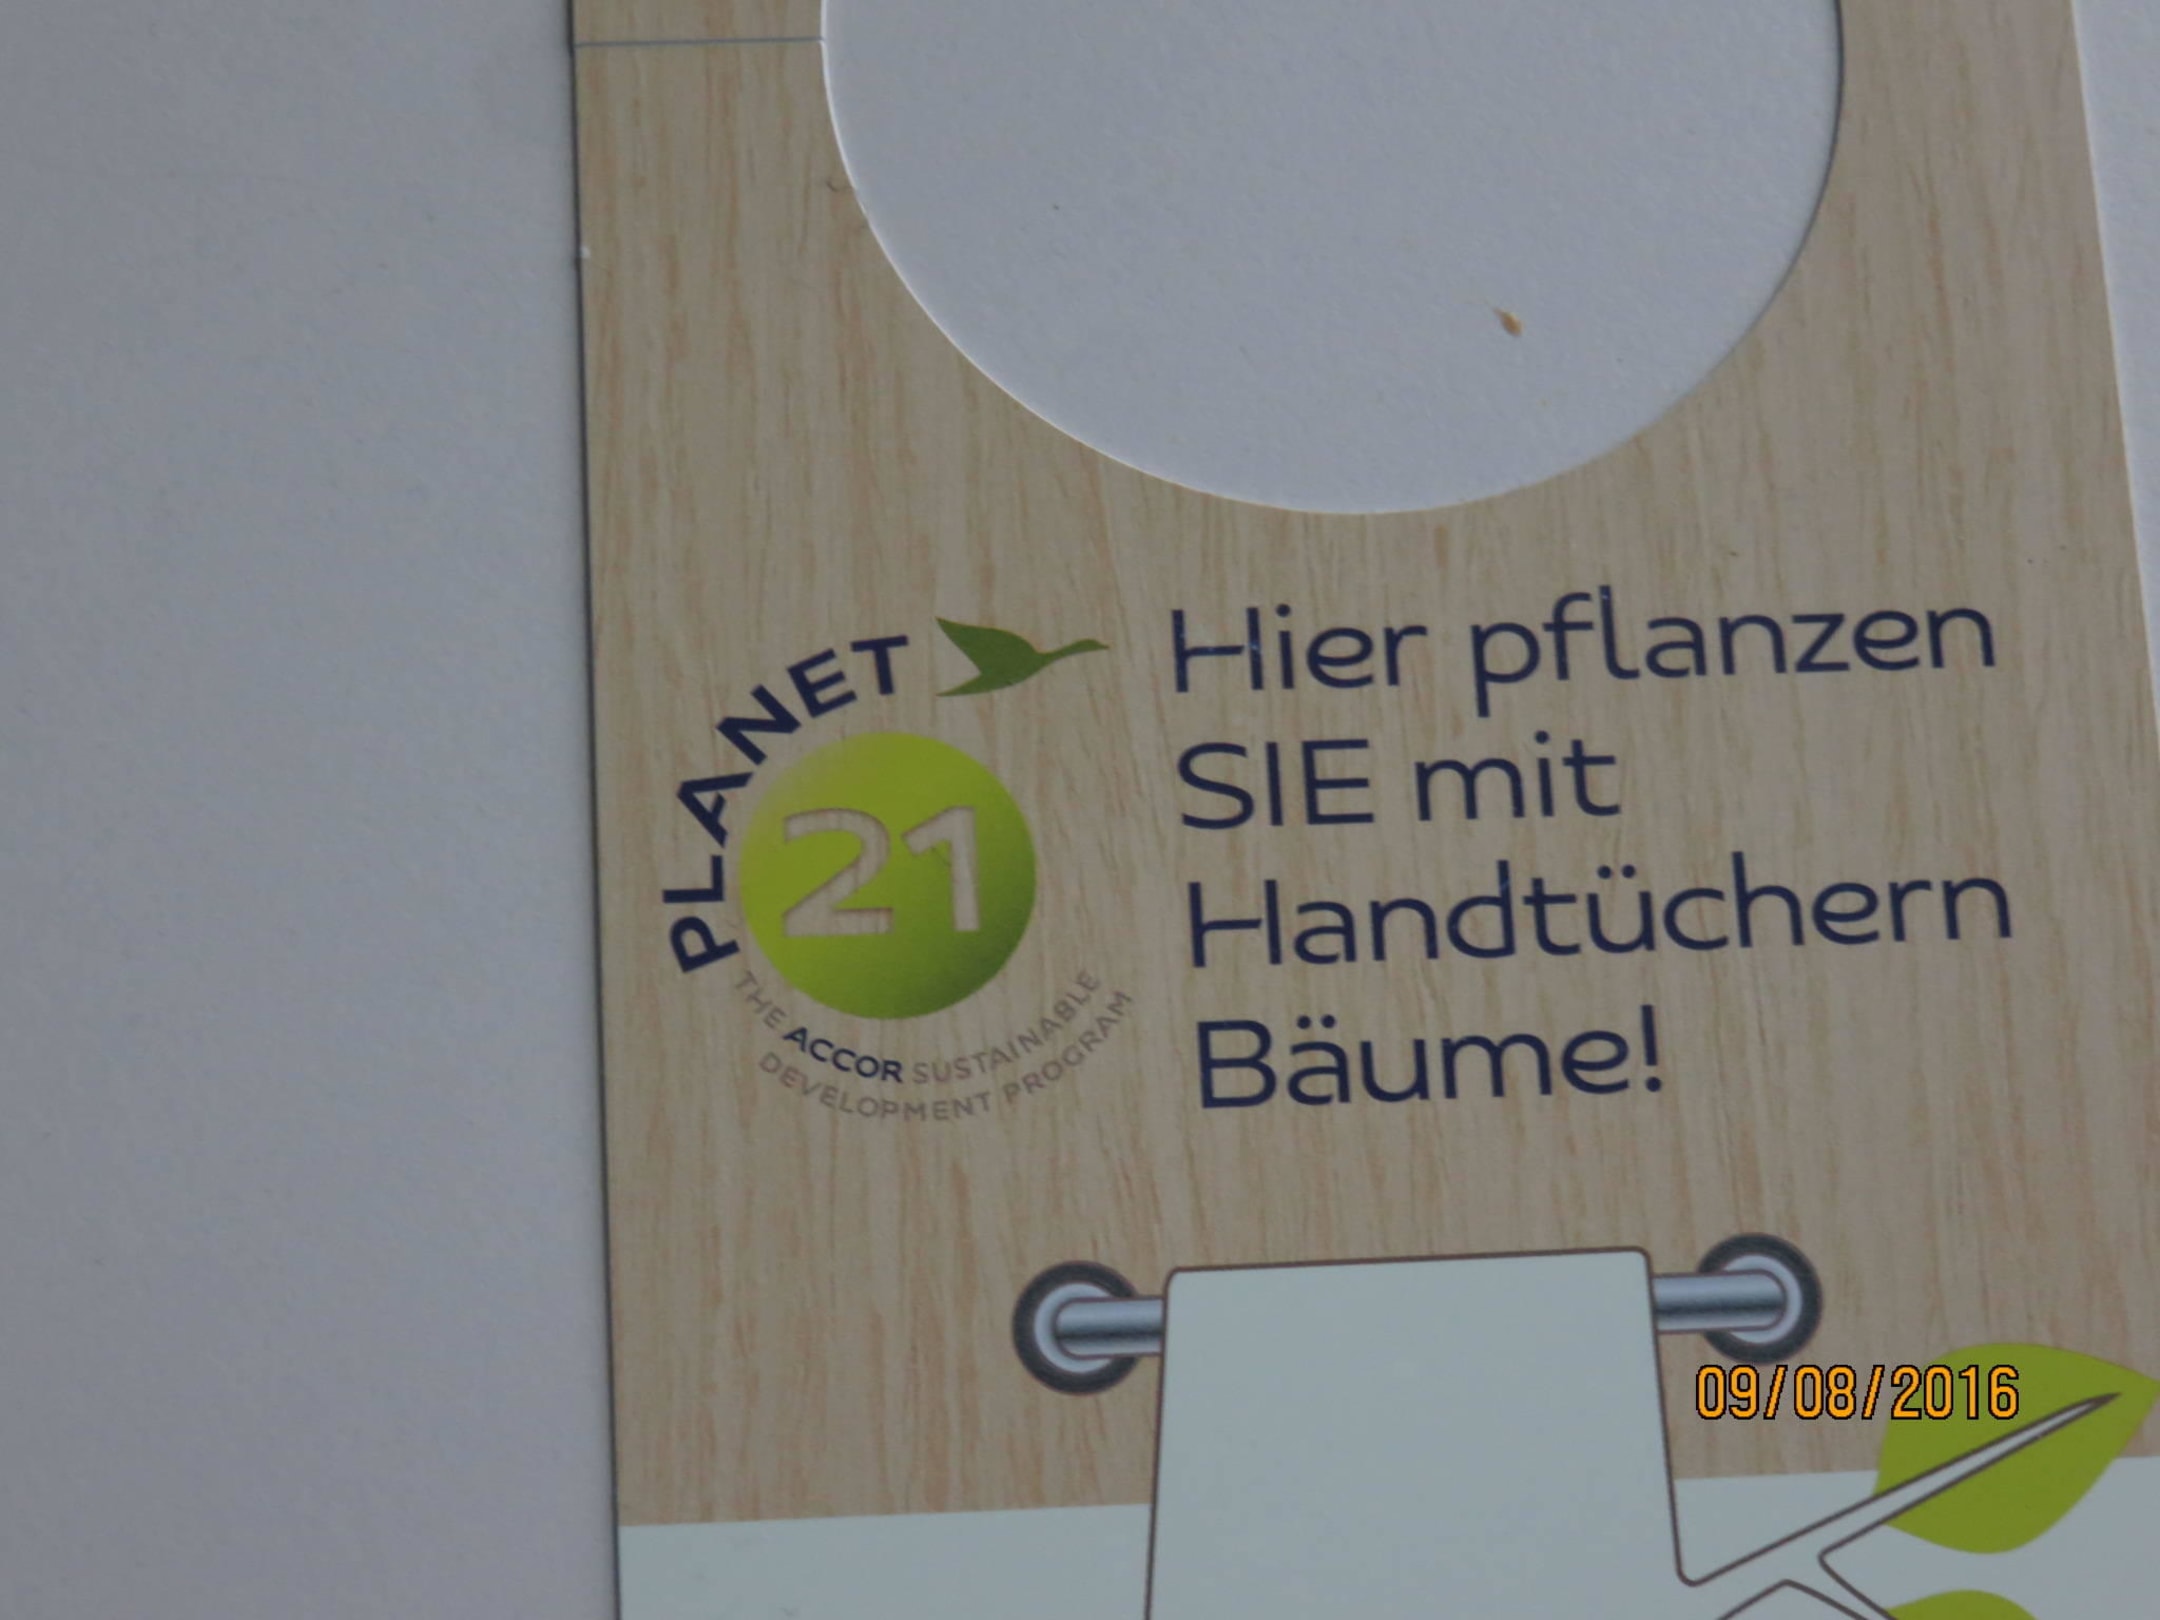 PLANET
21
THE ACCOR SUSTAINABLE
DEVELOPMENT PROGRAM
Hier pflanzen
SIE mit
Handtüchern
Bäume!
09/08/2016